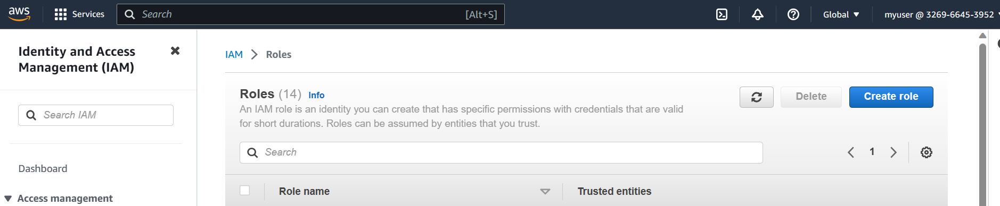 aws
Services
Search
[Alt+S]
Global
myuser @ 3269-6645-3952
Identity and Access
Management (IAM)
Search IAM
Dashboard
Access management
IAM > Roles
Roles (14) Info
An IAM role is an identity you can create that has specific permissions with credentials that are valid
for short durations. Roles can be assumed by entities that you trust.
Delete
Create role
Search
1
Role name
Trusted entities